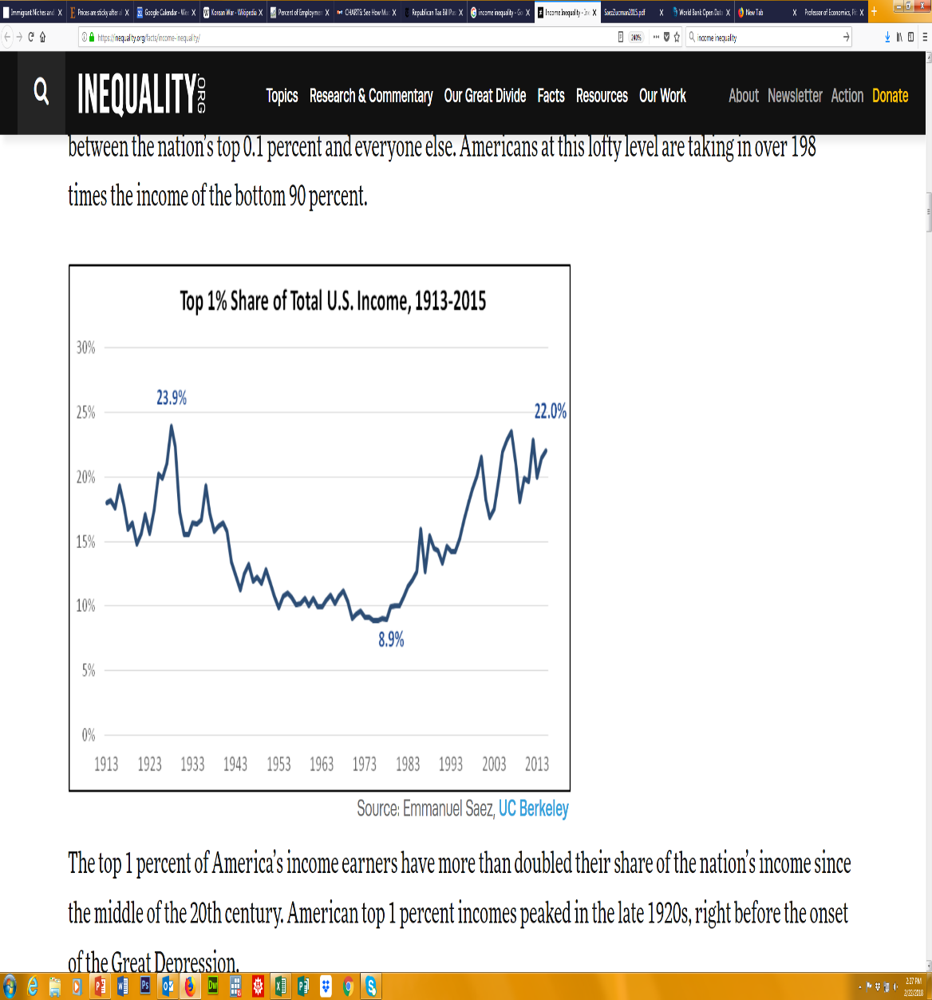 Immigrant Niches and X
Prices are sticky after a X
Google Calendar - Wee X
Korean War - Wikipedia X
Percent of Employmen X
CHARTS: See How Muc X
Republican Tax Bill Pas X
income inequality - Go X
Income Inequality - Ine X
SaezZucman2015.pdf X
World Bank Open Data X
New Tab X
Professor of Economics, Pit X
https://inequality.org/facts/income-inequality/
240%
income inequality
INEQUALITY.ORG
Topics Research & Commentary Our Great Divide Facts Resources Our Work About Newsletter Action Donate
between the nation's top 0.1 percent and everyone else. Americans at this lofty level are taking in over 198
times the income of the bottom 90 percent.
Top 1% Share of Total U.S. Income, 1913-2015
30%
23.9%
25%
22.0%
20%
15%
10%
8.9%
5%
0%
1913 1923 1933 1943 1953 1963 1973 1983 1993 2003 2013
Source: Emmanuel Saez, UC Berkeley
The top 1 percent of America's income earners have more than doubled their share of the nation's income since
the middle of the 20th century. American top 1 percent incomes peaked in the late 1920s, right before the onset
of the Great Depression.
2:27 PM
2/22/2018